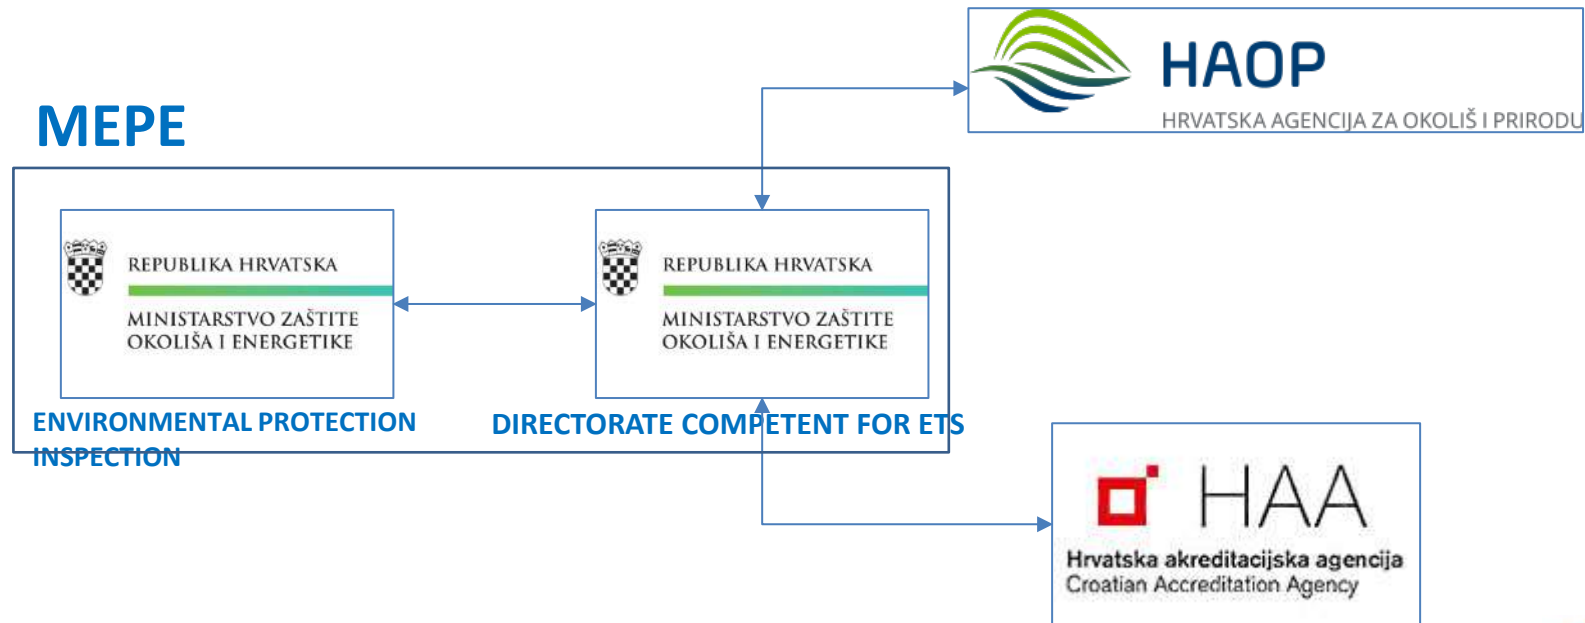 HAOP
HRVATSKA AGENCIJA ZA OKOLIŠ I PRIRODU
MEPE
REPUBLIKA HRVATSKA
MINISTARSTVO ZAŠTITE
OKOLIŠA I ENERGETIKE
ENVIRONMENTAL PROTECTION
INSPECTION
REPUBLIKA HRVATSKA
MINISTARSTVO ZAŠTITE
OKOLIŠA I ENERGETIKE
DIRECTORATE COMPETENT FOR ETS
HAA
Hrvatska akreditacijska agencija
Croatian Accreditation Agency